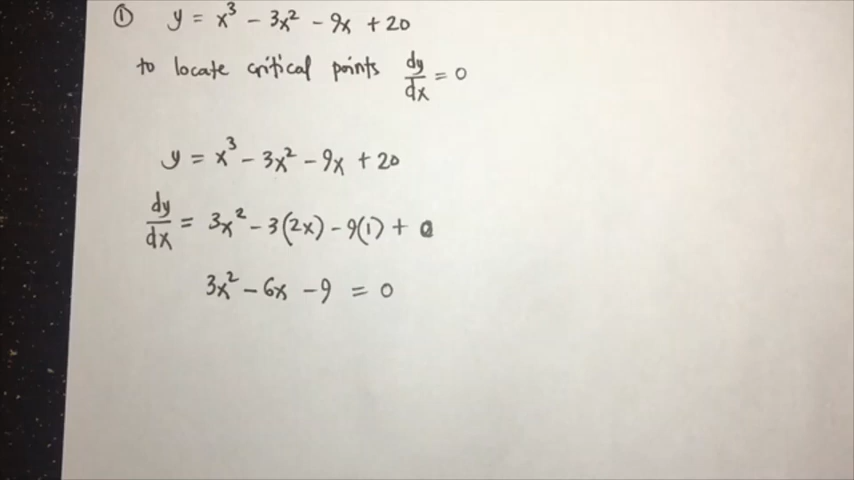 ① y = x³ - 3x² - 9x + 20
to locate critical points dy/dx = 0
y = x³ - 3x² - 9x + 20
dy/dx = 3x² - 3(2x) - 9(1) + 0
3x² - 6x - 9 = 0